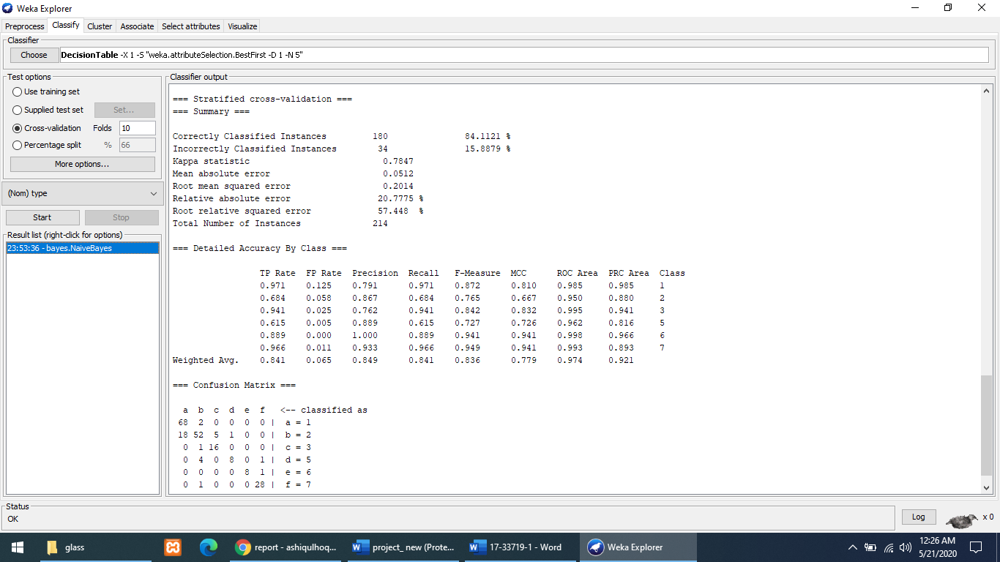 Weka Explorer
Preprocess Classify Cluster Associate Select attributes Visualize
Classifier
Choose DecisionTable -X 1 -S "weka.attributeSelection.BestFirst -D 1 -N 5"
Test options
Use training set
Supplied test set Set...
Cross-validation Folds 10
Percentage split % 66
More options...
(Nom) type
Start Stop
Result list (right-click for options)
23:53:36 - bayes.NaiveBayes
Classifier output
=== Stratified cross-validation ===
=== Summary ===
Correctly Classified Instances 180 84.1121 %
Incorrectly Classified Instances 34 15.8879 %
Kappa statistic 0.7847
Mean absolute error 0.0512
Root mean squared error 0.2014
Relative absolute error 20.7775 %
Root relative squared error 57.448 %
Total Number of Instances 214
=== Detailed Accuracy By Class ===
TP Rate FP Rate Precision Recall F-Measure MCC ROC Area PRC Area Class
0.971 0.125 0.791 0.971 0.872 0.810 0.985 0.985 1
0.684 0.058 0.867 0.684 0.765 0.667 0.950 0.880 2
0.941 0.025 0.762 0.941 0.842 0.832 0.995 0.941 3
0.615 0.005 0.889 0.615 0.727 0.726 0.962 0.816 5
0.889 0.000 1.000 0.889 0.941 0.941 0.998 0.966 6
0.966 0.011 0.933 0.966 0.949 0.941 0.993 0.893 7
Weighted Avg. 0.841 0.065 0.849 0.841 0.836 0.779 0.974 0.921
=== Confusion Matrix ===
a b c d e f <-- classified as
68 2 0 0 0 0 | a = 1
18 52 5 1 0 0 | b = 2
0 1 16 0 0 0 | c = 3
0 4 0 8 0 1 | d = 5
0 0 0 0 8 1 | e = 6
0 1 0 0 0 28 | f = 7
Status
OK
Log x 0
glass report - ashiqulhoq... project_ new (Prote... 17-33719-1 - Word Weka Explorer
12:26 AM
5/21/2020